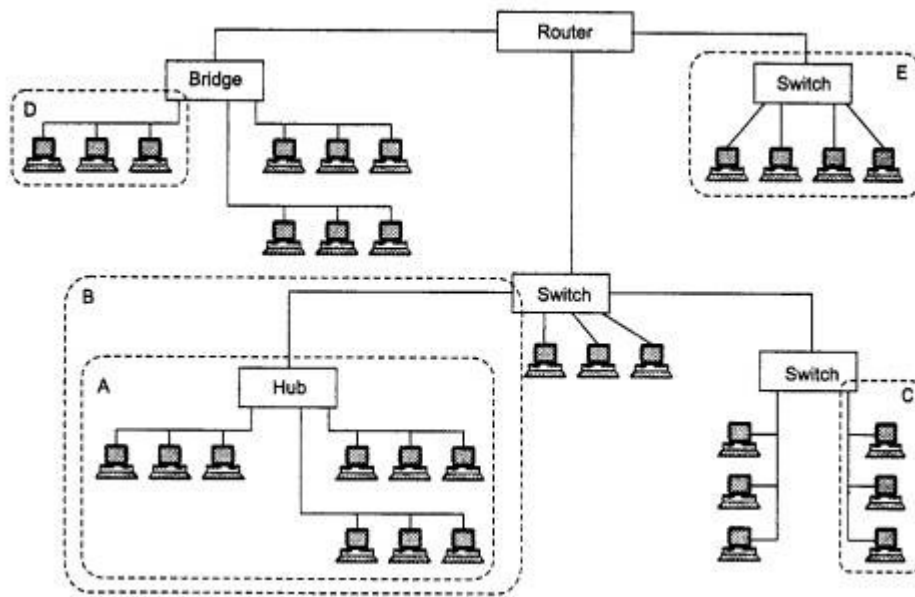 Router
Bridge
Switch
E
D
B
Switch
A
Hub
Switch
C